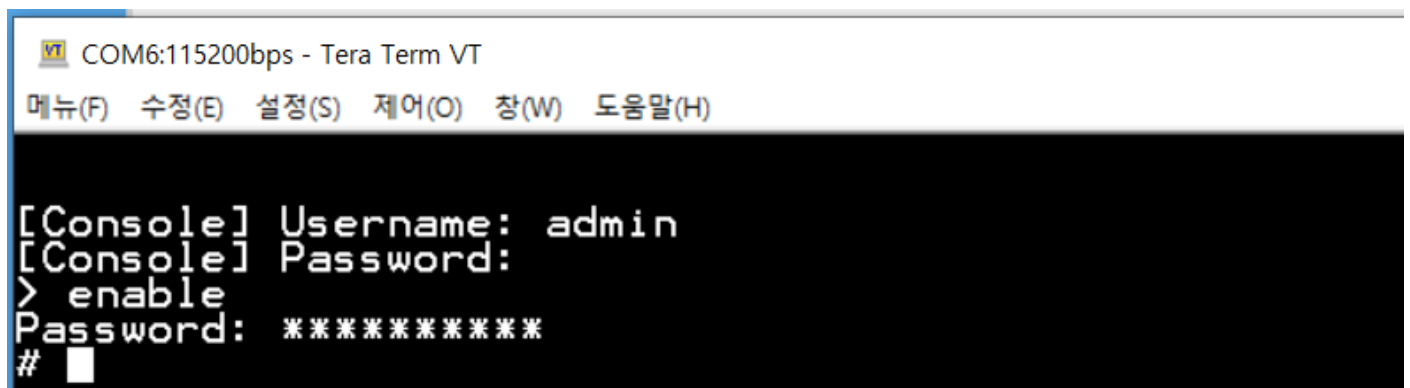 COM6:115200bps - Tera Term VT
메뉴(F) 수정(E) 설정(S) 제어(O) 창(W) 도움말(H)
[Console] Username: admin
[Console] Password:
> enable
Password: **********
#